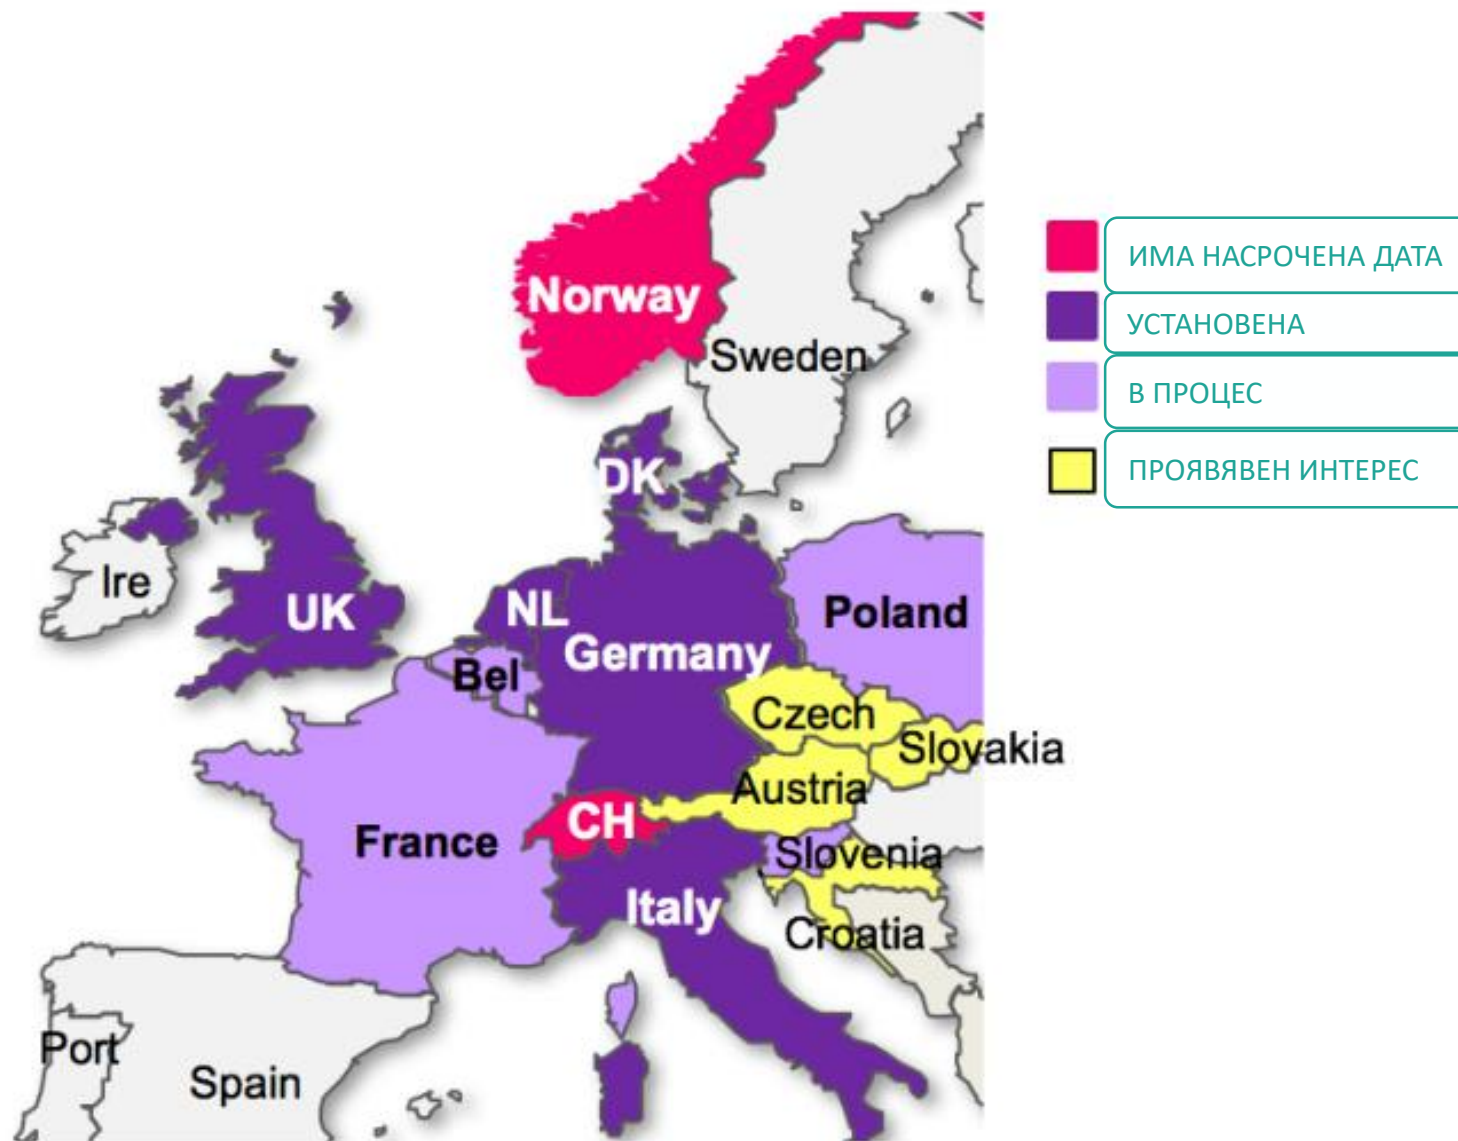 Norway
ИМА НАСРОЧЕНА ДАТА
УСТАНОВЕНА
Sweden
В ПРОЦЕС
ПРОЯВЯВЕН ИНТЕРЕС
DK
Ire
UK
NL
Poland
Germany
Bel
Czech
Slovakia
Austria
CH
France
Slovenia
Italy
Croatia
Port
Spain